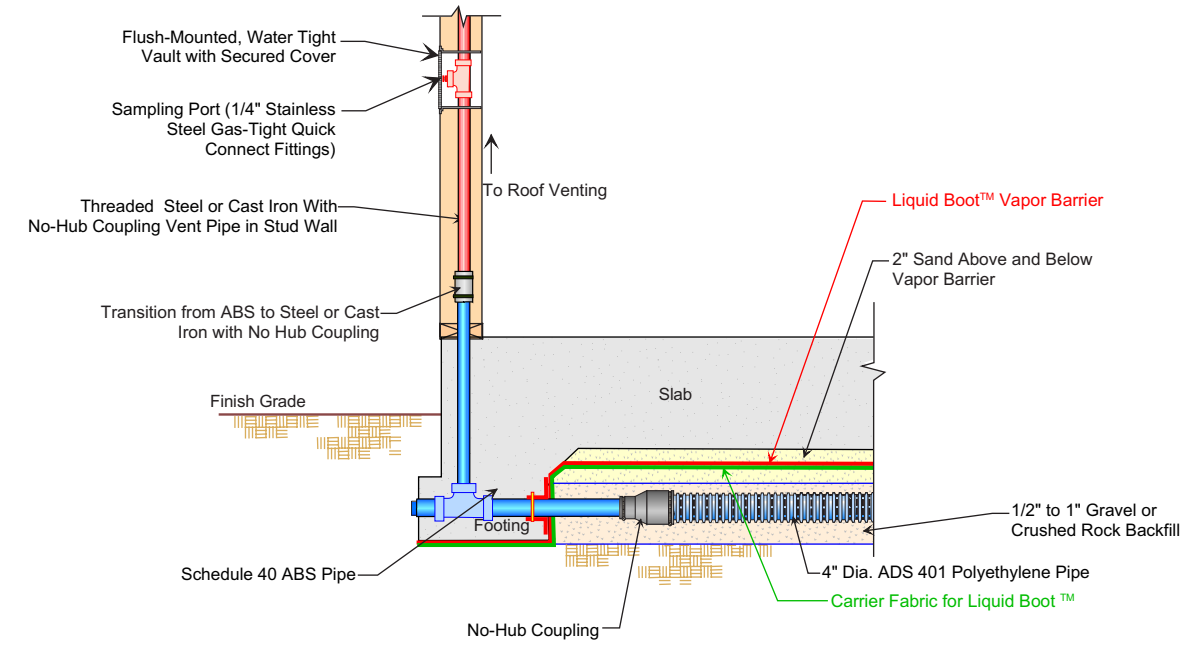 Flush-Mounted, Water Tight
Vault with Secured Cover
Sampling Port (1/4" Stainless
Steel Gas-Tight Quick
Connect Fittings)
To Roof Venting
Threaded Steel or Cast Iron With
No-Hub Coupling Vent Pipe in Stud Wall
Liquid Boot™ Vapor Barrier
2" Sand Above and Below
Vapor Barrier
Transition from ABS to Steel or Cast
Iron with No Hub Coupling
Slab
Finish Grade
Footing
1/2" to 1" Gravel or
Crushed Rock Backfill
Schedule 40 ABS Pipe
4" Dia. ADS 401 Polyethylene Pipe
Carrier Fabric for Liquid Boot ™
No-Hub Coupling